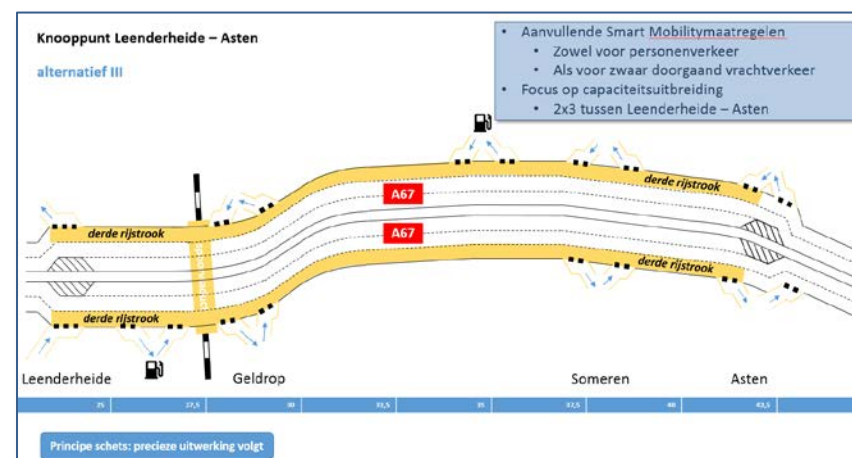 Knooppunt Leenderheide – Asten
alternatief III
• Aanvullende Smart Mobilitymaatregelen
• Zowel voor personenverkeer
• Als voor zwaar doorgaand vrachtverkeer
• Focus op capaciteitsuitbreiding
• 2x3 tussen Leenderheide – Asten
derde rijstrook
A67
derde rijstrook
A67
derde rijstrook
derde rijstrook
Leenderheide
Geldrop
Someren
Asten
25 27,5 30 32,5 35 37,5 40 42,5
Principe schets: precieze uitwerking volgt